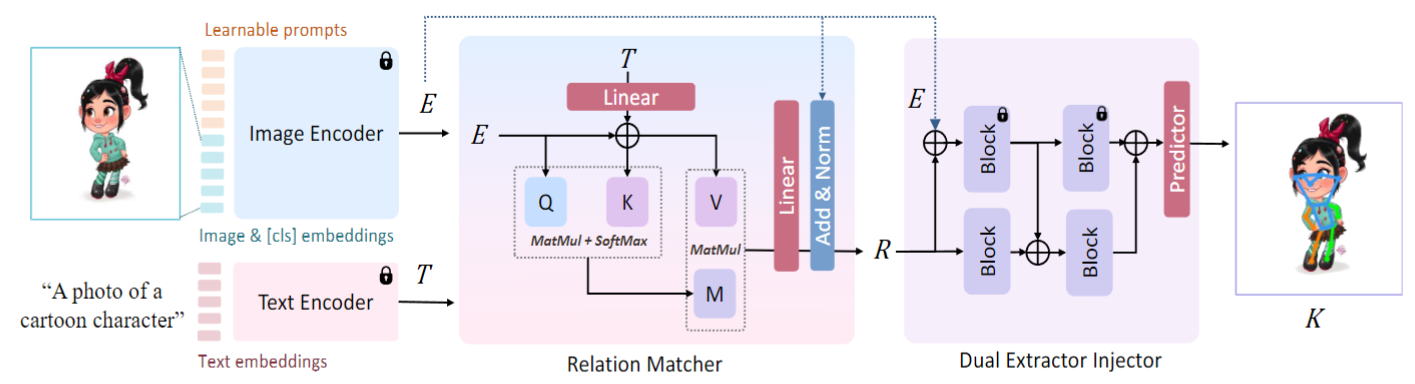 Learnable prompts
Image Encoder
Image & [cls] embeddings
E
"A photo of a
cartoon character"
Text Encoder
Text embeddings
T
T
Linear
E
Q
K
V
MatMul + SoftMax
MatMul
M
Linear
Add & Norm
Relation Matcher
R
E
Block
Block
Block
Block
Predictor
Dual Extractor Injector
K